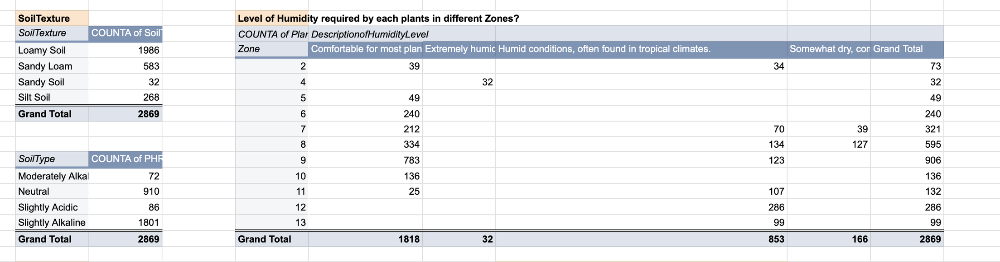 SoilTexture
SoilTexture COUNTA of Soil
Loamy Soil 1986
Sandy Loam 583
Sandy Soil 32
Silt Soil 268
Grand Total 2869
SoilType COUNTA of PHR
Moderately Alkal 72
Neutral 910
Slightly Acidic 86
Slightly Alkaline 1801
Grand Total 2869
Level of Humidity required by each plants in different Zones?
COUNTA of Plan DescriptionofHumidityLevel
Zone Comfortable for most plan Extremely humid Humid conditions, often found in tropical climates. Somewhat dry, con Grand Total
2 39 34 73
4 32 32
5 49 49
6 240 240
7 212 70 39 321
8 334 134 127 595
9 783 123 906
10 136 136
11 25 107 132
12 286 286
13 99 99
Grand Total 1818 32 853 166 2869